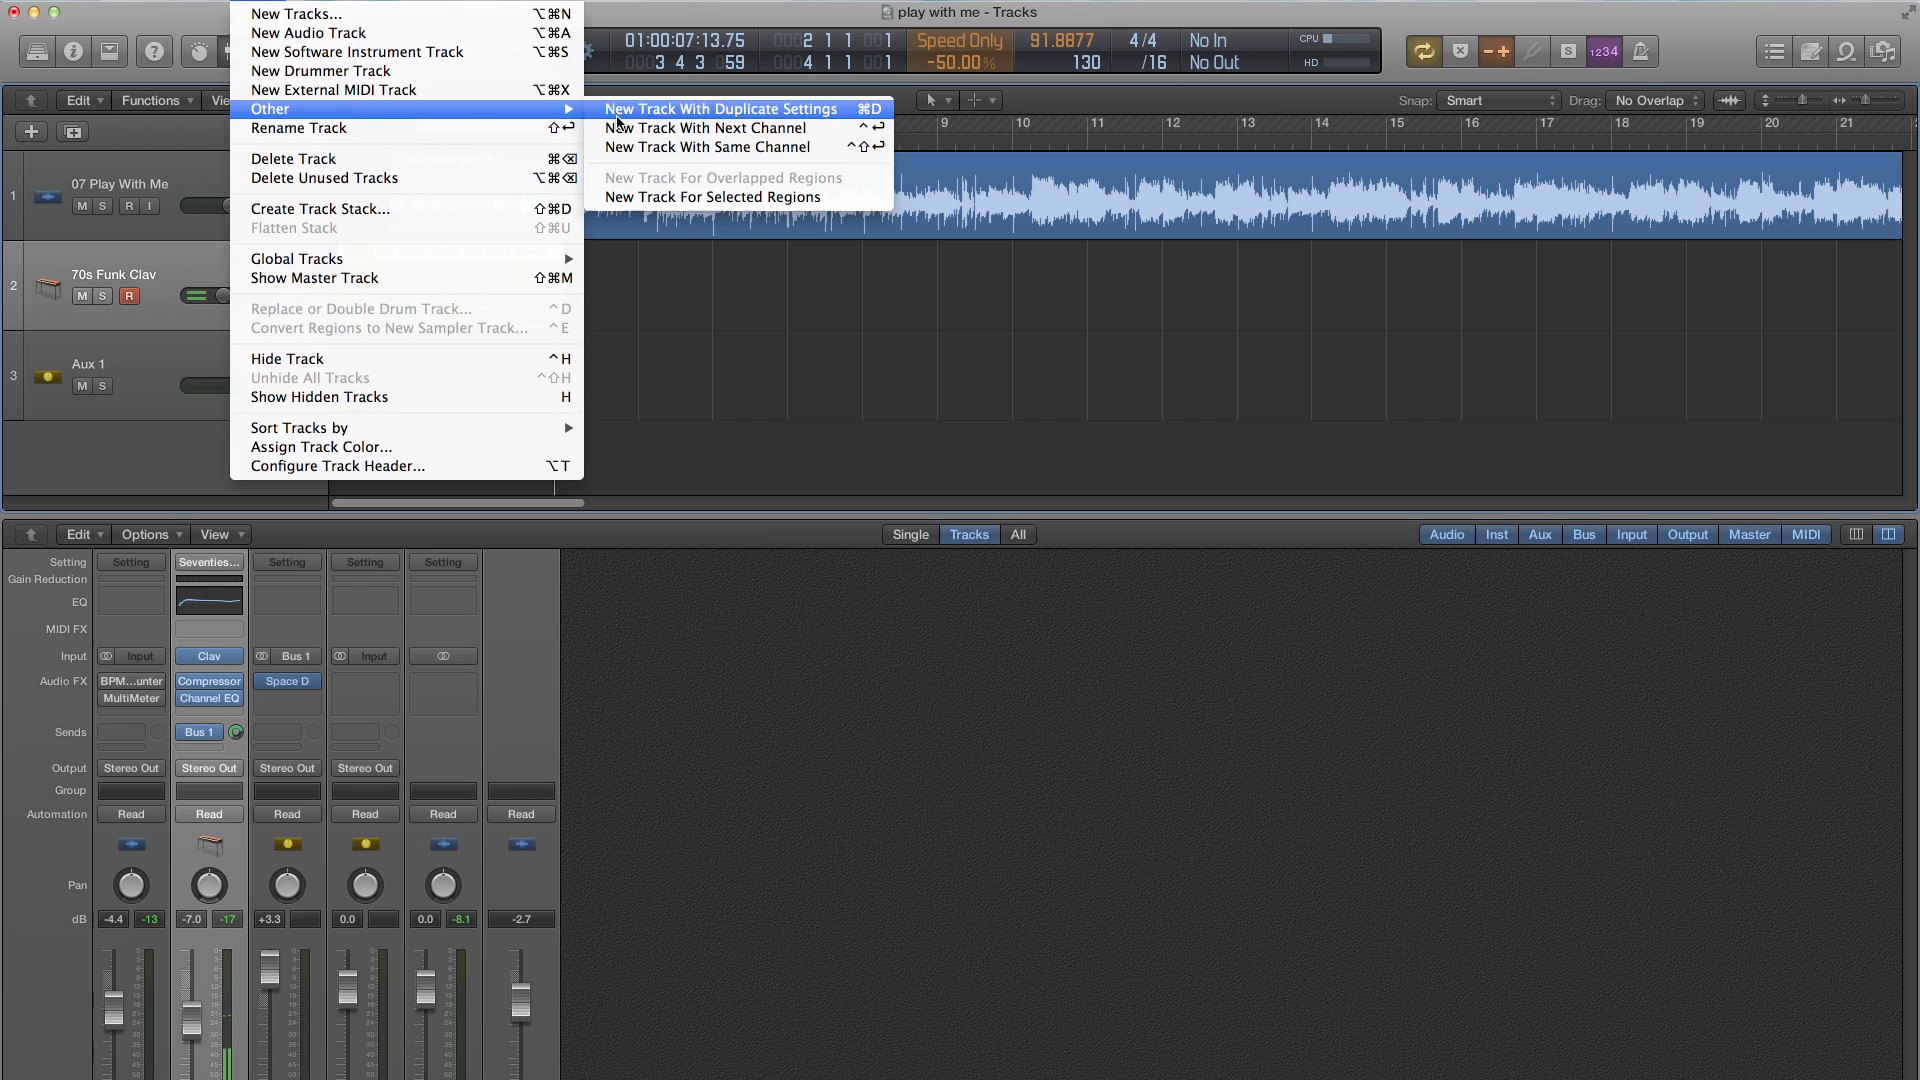 play with me - Tracks
01:00:07:13.75 0002 1 1 001 Speed Only 91.8877 4/4 No In CPU
0003 4 3 059 0004 1 1 001 -50.00% 130 /16 No Out HD
1234
New Tracks... ⌥⌘N
New Audio Track ⌥⌘A
New Software Instrument Track ⌥⌘S
New Drummer Track
New External MIDI Track ⌥⌘X
Other ▶
Rename Track ⇧↩
Delete Track ⌘⌫
Delete Unused Tracks ⌥⌘⌫
Create Track Stack... ⇧⌘D
Flatten Stack ⇧⌘U
Global Tracks ▶
Show Master Track ⇧⌘M
Replace or Double Drum Track... ^D
Convert Regions to New Sampler Track... ^E
Hide Track ^H
Unhide All Tracks ^⇧H
Show Hidden Tracks H
Sort Tracks by ▶
Assign Track Color...
Configure Track Header... ⌥T
New Track With Duplicate Settings ⌘D
New Track With Next Channel ^↩
New Track With Same Channel ^⇧↩
New Track For Overlapped Regions
New Track For Selected Regions
Edit Functions Vie
Snap: Smart Drag: No Overlap
9 10 11 12 13 14 15 16 17 18 19 20 21
1 07 Play With Me
M S R I
2 70s Funk Clav
M S R
3 Aux 1
M S
Edit Options View Single Tracks All Audio Inst Aux Bus Input Output Master MIDI
Setting Setting Seventies... Setting Setting Setting
Gain Reduction
EQ
MIDI FX
Input Input Clav Bus 1 Input
Audio FX BPM...unter Compressor Space D
MultiMeter Channel EQ
Sends Bus 1
Output Stereo Out Stereo Out Stereo Out Stereo Out
Group
Automation Read Read Read Read Read Read
Pan
dB -4.4 -13 -7.0 -17 +3.3 0.0 0.0 -8.1 -2.7